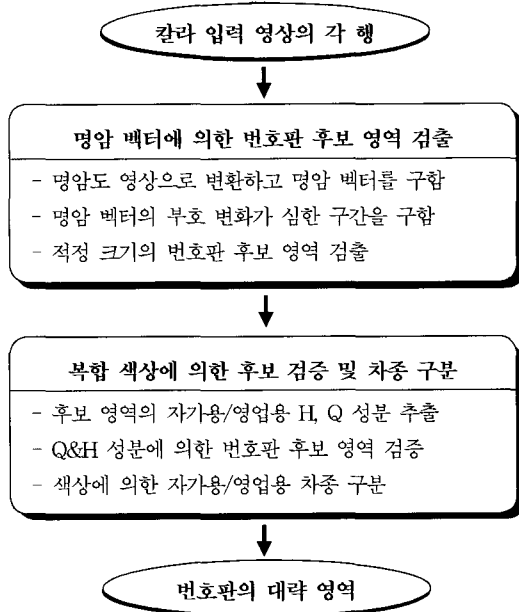 칼라 입력 영상의 각 행
명암 벡터에 의한 번호판 후보 영역 검출
- 명암도 영상으로 변환하고 명암 벡터를 구함
- 명암 벡터의 부호 변화가 심한 구간을 구함
- 적정 크기의 번호판 후보 영역 검출
복합 색상에 의한 후보 검증 및 차종 구분
- 후보 영역의 자가용/영업용 H, Q 성분 추출
- Q&H 성분에 의한 번호판 후보 영역 검증
- 색상에 의한 자가용/영업용 차종 구분
번호판의 대략 영역